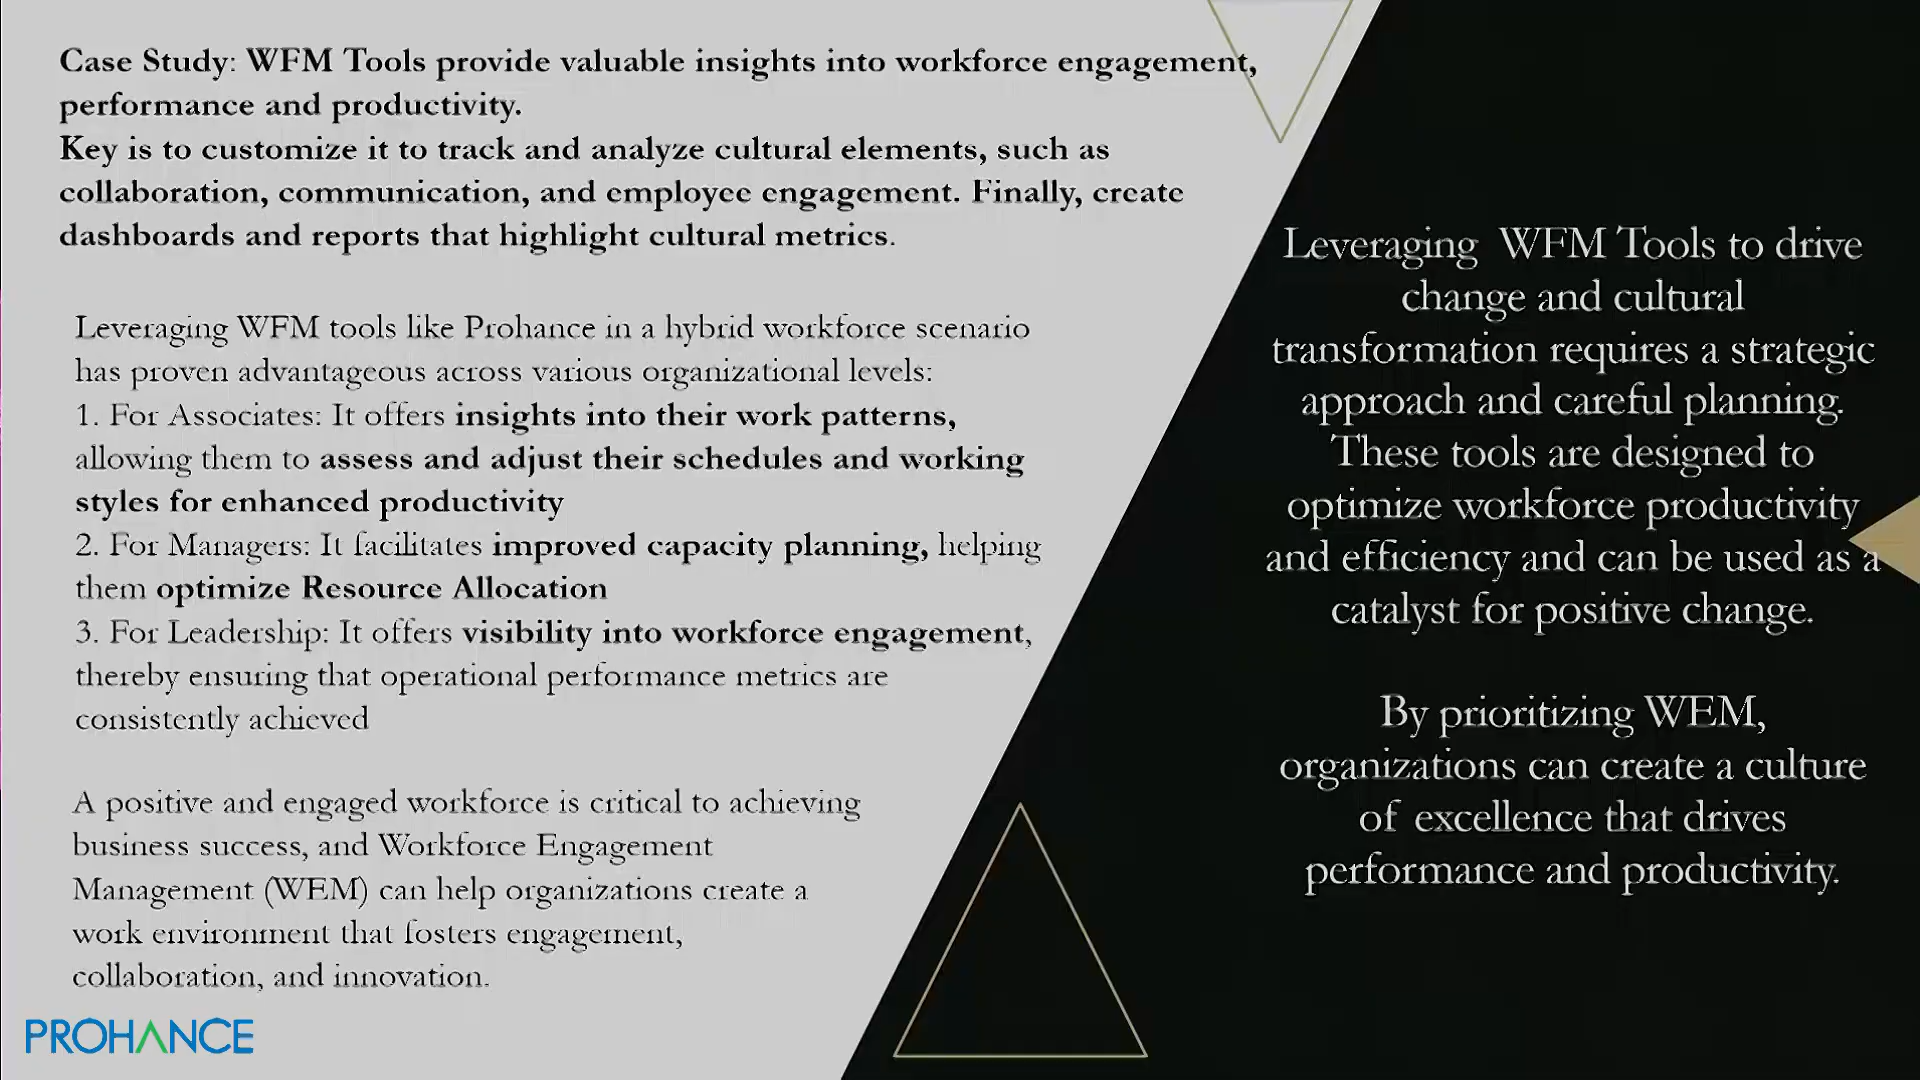 Case Study: WFM Tools provide valuable insights into workforce engagement,
performance and productivity.
Key is to customize it to track and analyze cultural elements, such as
collaboration, communication, and employee engagement. Finally, create
dashboards and reports that highlight cultural metrics.
Leveraging WFM tools like Prohance in a hybrid workforce scenario
has proven advantageous across various organizational levels:
1. For Associates: It offers insights into their work patterns,
allowing them to assess and adjust their schedules and working
styles for enhanced productivity
2. For Managers: It facilitates improved capacity planning, helping
them optimize Resource Allocation
3. For Leadership: It offers visibility into workforce engagement,
thereby ensuring that operational performance metrics are
consistently achieved
A positive and engaged workforce is critical to achieving
business success, and Workforce Engagement
Management (WEM) can help organizations create a
work environment that fosters engagement,
collaboration, and innovation.
PROHANCE
Leveraging WFM Tools to drive
change and cultural
transformation requires a strategic
approach and careful planning.
These tools are designed to
optimize workforce productivity
and efficiency and can be used as a
catalyst for positive change.
By prioritizing WEM,
organizations can create a culture
of excellence that drives
performance and productivity.